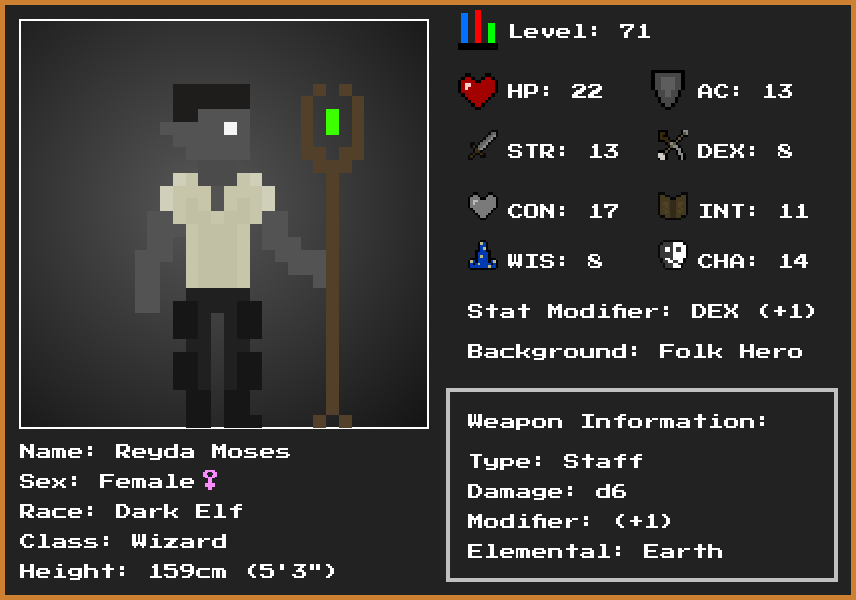 Level: 71
HP: 22
AC: 13
STR: 13
DEX: 8
CON: 17
INT: 11
WIS: 8
CHA: 14
Stat Modifier: DEX (+1)
Background: Folk Hero
Weapon Information:
Type: Staff
Damage: d6
Modifier: (+1)
Elemental: Earth
Name: Reyda Moses
Sex: Female♀
Race: Dark Elf
Class: Wizard
Height: 159cm (5'3")